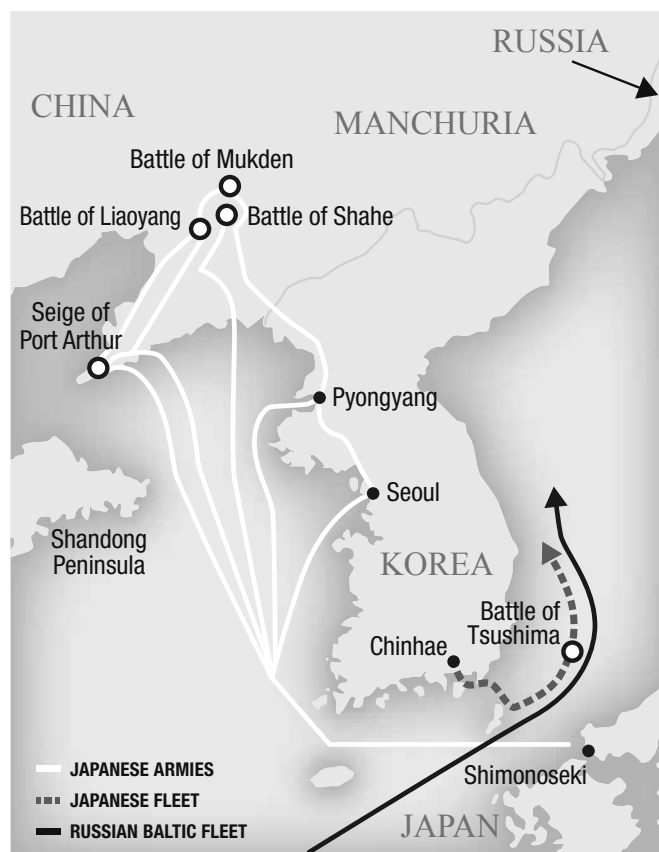 RUSSIA
CHINA
MANCHURIA
Battle of Mukden
Battle of Liaoyang
Battle of Shahe
Seige of
Port Arthur
Pyongyang
Seoul
Shandong
Peninsula
KOREA
Battle of
Tsushima
Chinhae
Shimonoseki
JAPAN
JAPANESE ARMIES
JAPANESE FLEET
RUSSIAN BALTIC FLEET